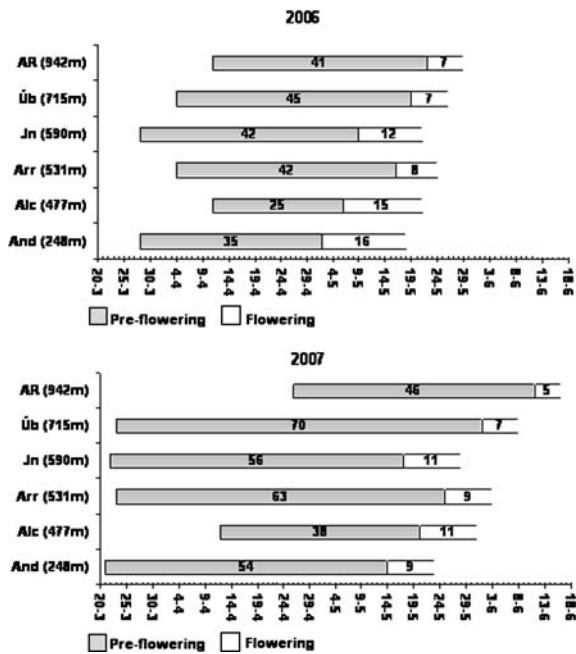 2006
AR (942m) 41 7
Úb (715m) 45 7
Jn (590m) 42 12
Arr (531m) 42 8
Alc (477m) 25 15
And (248m) 35 16
20-3 25-3 30-3 4-4 9-4 14-4 19-4 24-4 29-4 4-5 9-5 14-5 19-5 24-5 29-5 3-6 8-6 13-6 18-6
Pre-flowering Flowering
2007
AR (942m) 46 5
Úb (715m) 70 7
Jn (590m) 56 11
Arr (531m) 63 9
Alc (477m) 38 11
And (248m) 54 9
20-3 25-3 30-3 4-4 9-4 14-4 19-4 24-4 29-4 4-5 9-5 14-5 19-5 24-5 29-5 3-6 8-6 13-6 18-6
Pre-flowering Flowering